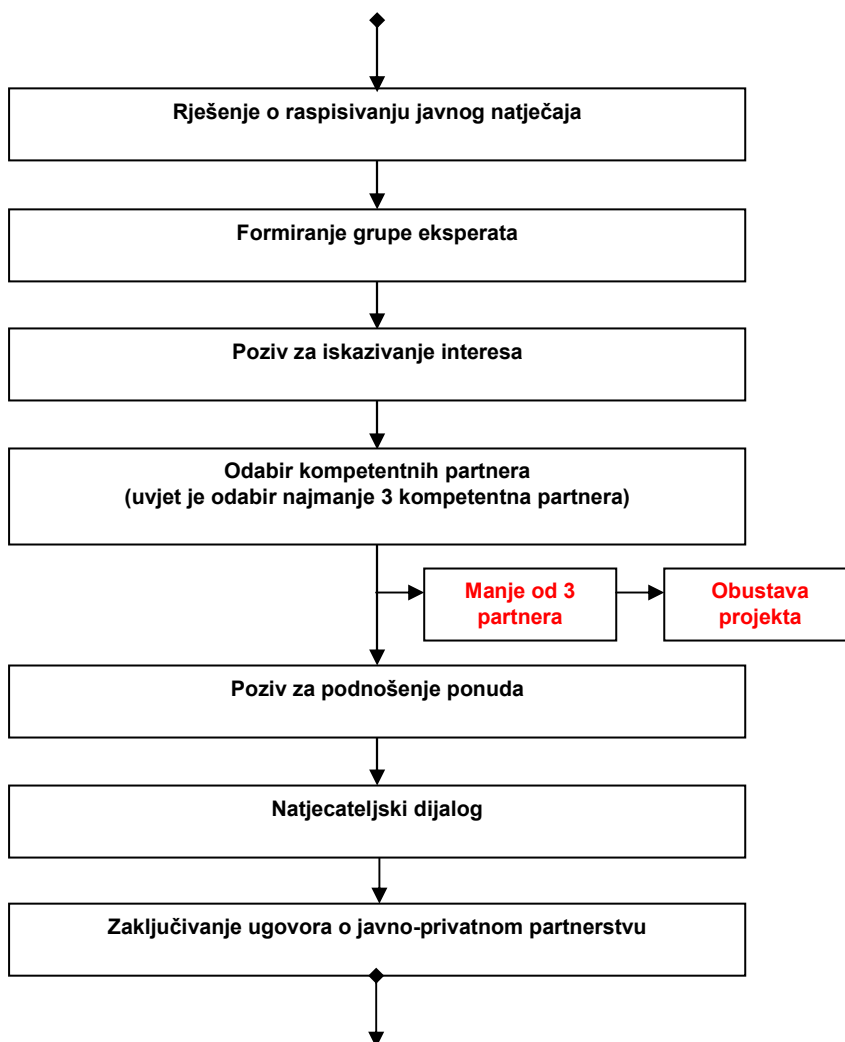 Rješenje o raspisivanju javnog natječaja
Formiranje grupe eksperata
Poziv za iskazivanje interesa
Odabir kompetentnih partnera
(uvjet je odabir najmanje 3 kompetentna partnera)
Manje od 3
partnera
Obustava
projekta
Poziv za podnošenje ponuda
Natjecateljski dijalog
Zaključivanje ugovora o javno-privatnom partnerstvu